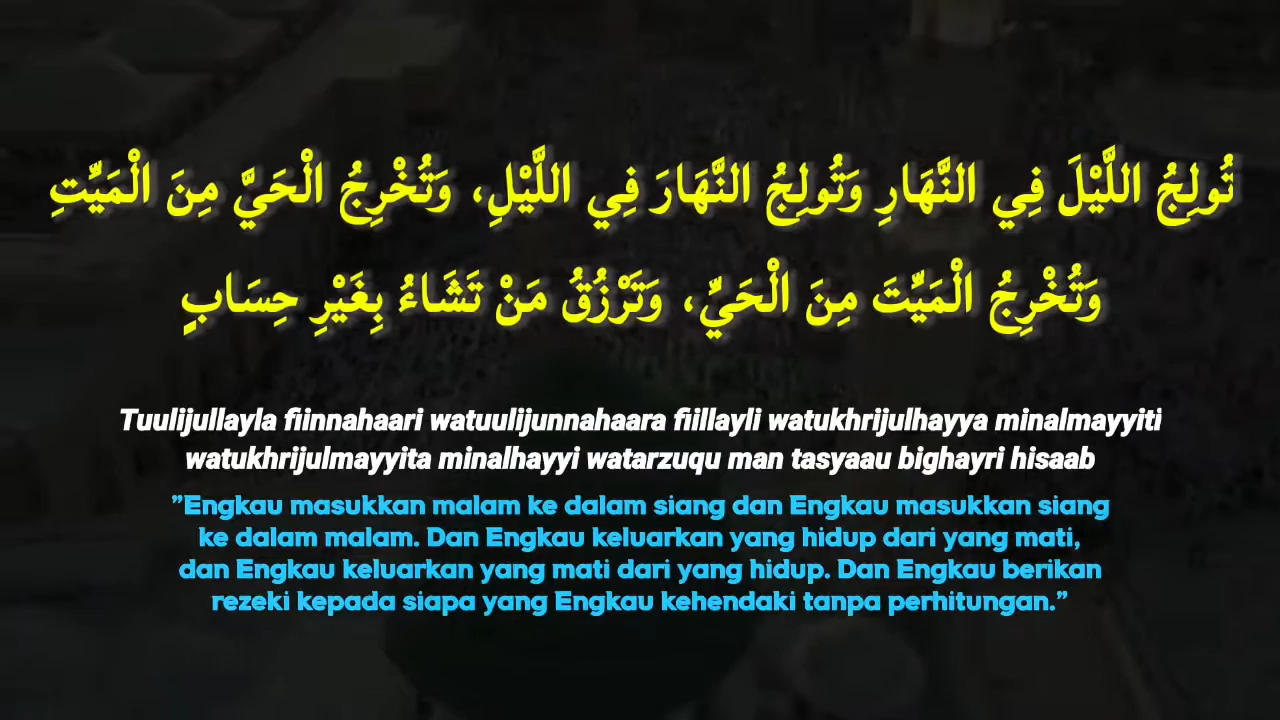 تُولِجُ اللَّيْلَ فِي النَّهَارِ وَتُولِجُ النَّهَارَ فِي اللَّيْلِ، وَتُخْرِجُ الْحَيَّ مِنَ الْمَيِّتِ
وَتُخْرِجُ الْمَيِّتَ مِنَ الْحَيِّ، وَتَرْزُقُ مَنْ تَشَاءُ بِغَيْرِ حِسَابٍ
Tuulijullayla fiinnahaari watuulijunnahaara fiillayli watukhrijulhayya minalmayyiti
watukhrijulmayyita minalhayyi watarzuqu man tasyaau bighayri hisaab
”Engkau masukkan malam ke dalam siang dan Engkau masukkan siang
ke dalam malam. Dan Engkau keluarkan yang hidup dari yang mati,
dan Engkau keluarkan yang mati dari yang hidup. Dan Engkau berikan
rezeki kepada siapa yang Engkau kehendaki tanpa perhitungan.”